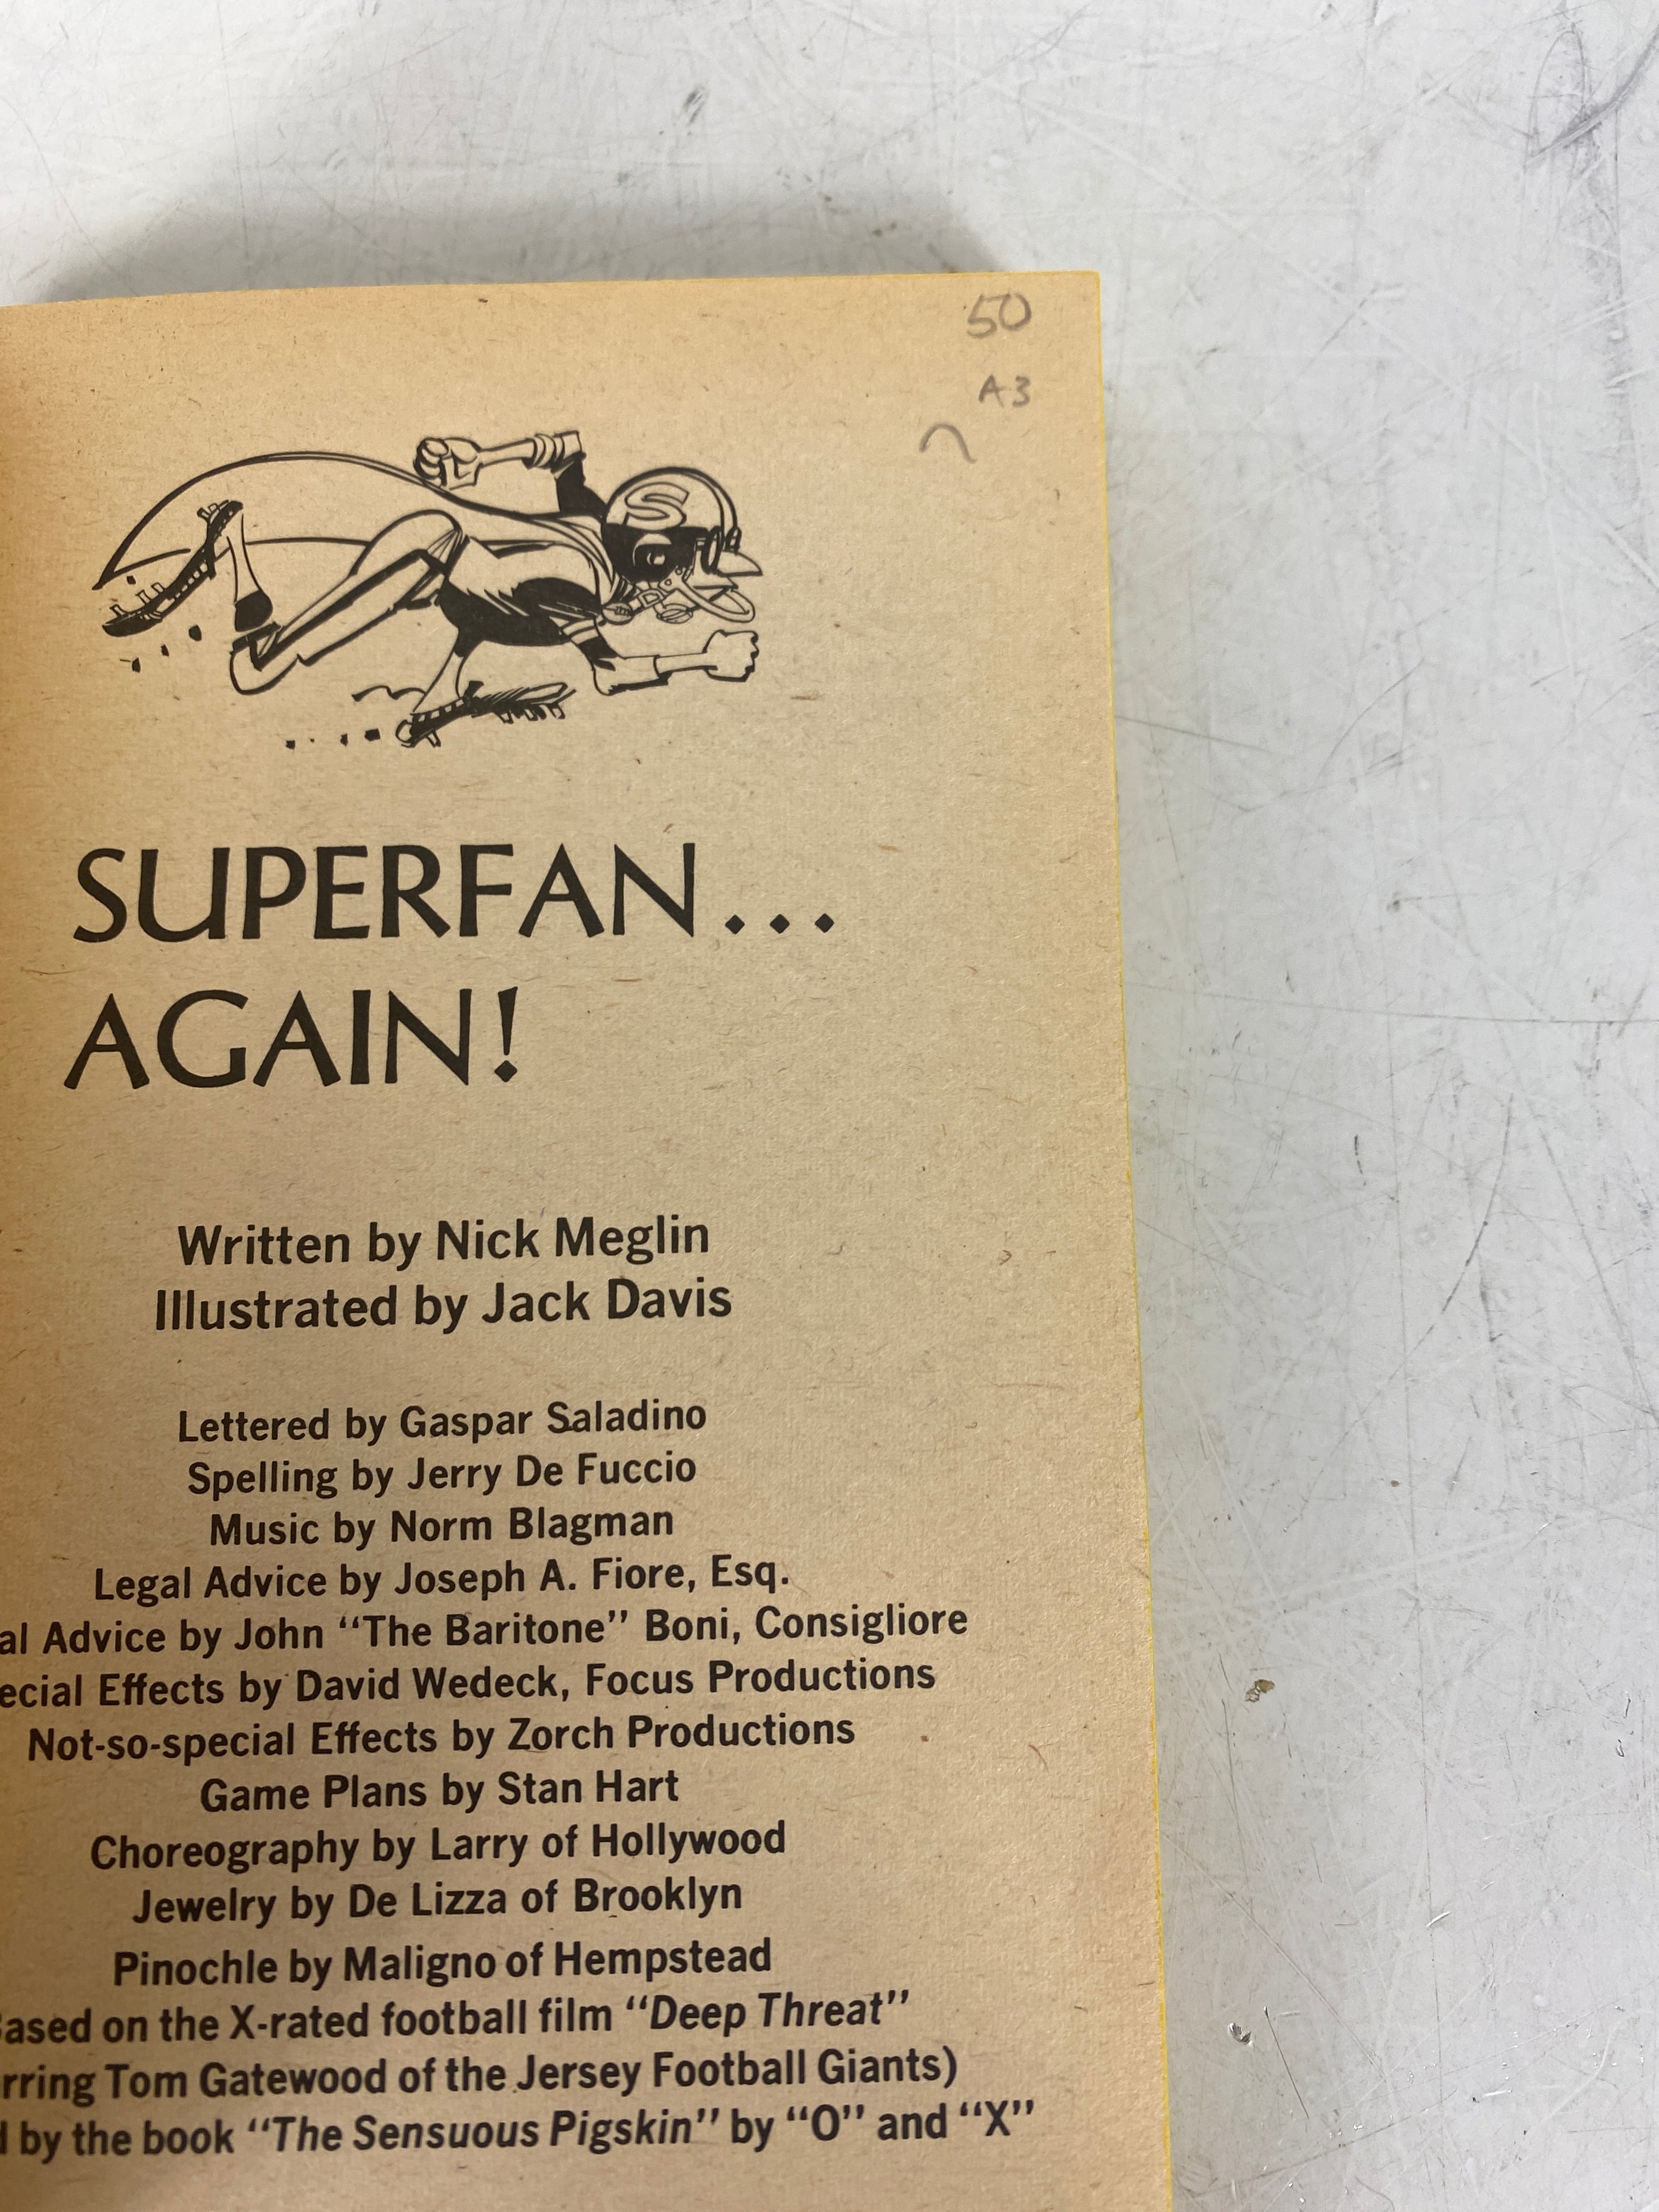 50
A3
S
SUPERFAN...
AGAIN!
Written by Nick Meglin
Illustrated by Jack Davis
Lettered by Gaspar Saladino
Spelling by Jerry De Fuccio
Music by Norm Blagman
Legal Advice by Joseph A. Fiore, Esq.
al Advice by John “The Baritone” Boni, Consigliore
ecial Effects by David Wedeck, Focus Productions
Not-so-special Effects by Zorch Productions
Game Plans by Stan Hart
Choreography by Larry of Hollywood
Jewelry by De Lizza of Brooklyn
Pinochle by Maligno of Hempstead
ased on the X-rated football film “Deep Threat”
rring Tom Gatewood of the Jersey Football Giants)
by the book “The Sensuous Pigskin” by “O” and “X”